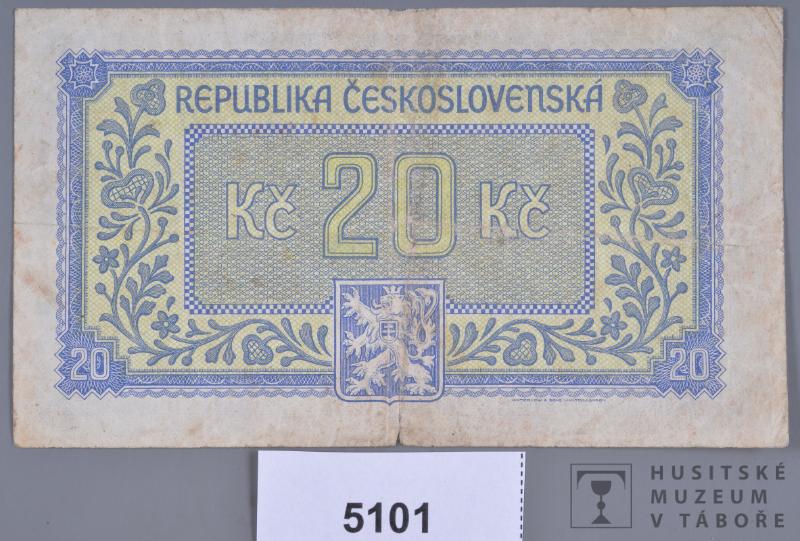 REPUBLIKA ČESKOSLOVENSKÁ
Kč 20 Kč
20 20
5101
HUSITSKÉ
MUZEUM
V TÁBOŘE